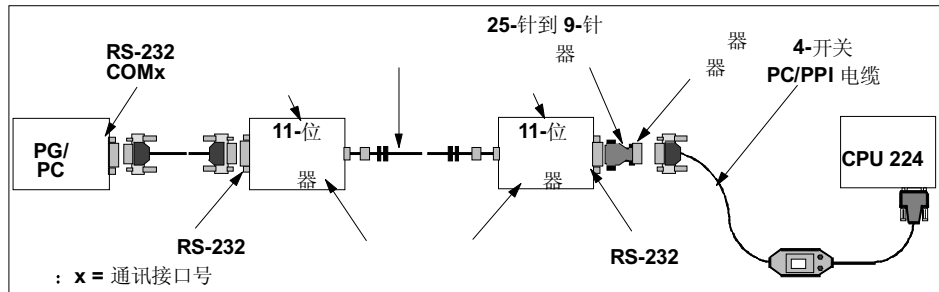 RS-232
COMx
25-针到 9-针
器
器
器
4-开关
PC/PPI 电缆
PG/
PC
11-位
器
11-位
器
CPU 224
RS-232
RS-232
：x = 通讯接口号